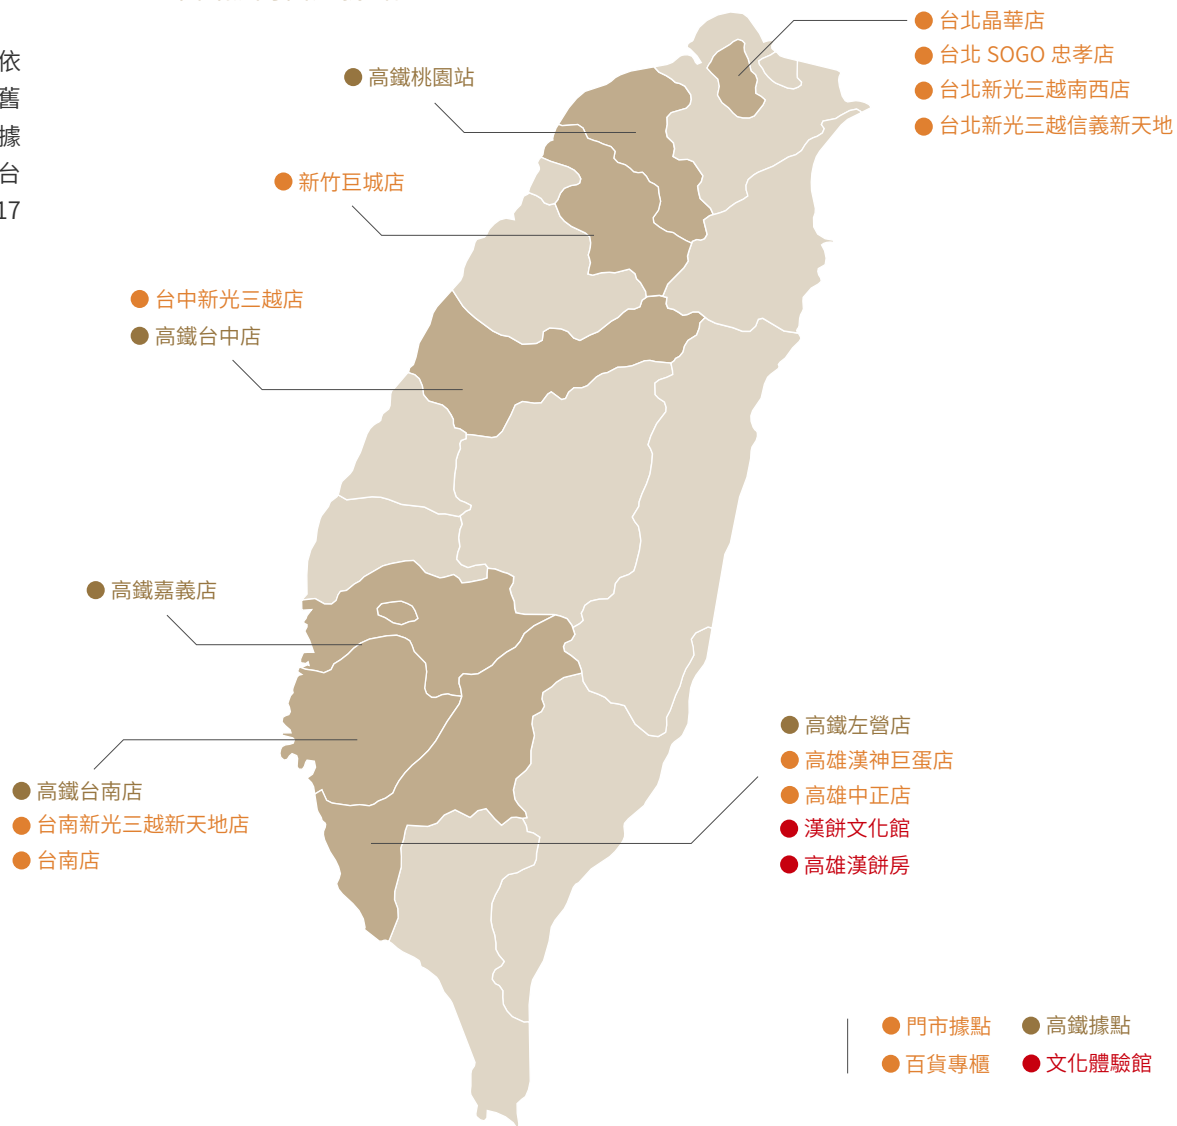 依
舊
據
台
17
台北晶華店
台北 SOGO 忠孝店
台北新光三越南西店
台北新光三越信義新天地
高鐵桃園站
新竹巨城店
台中新光三越店
高鐵台中店
高鐵嘉義店
高鐵台南店
台南新光三越新天地店
台南店
高鐵左營店
高雄漢神巨蛋店
高雄中正店
漢餅文化館
高雄漢餅房
門市據點
高鐵據點
百貨專櫃
文化體驗館